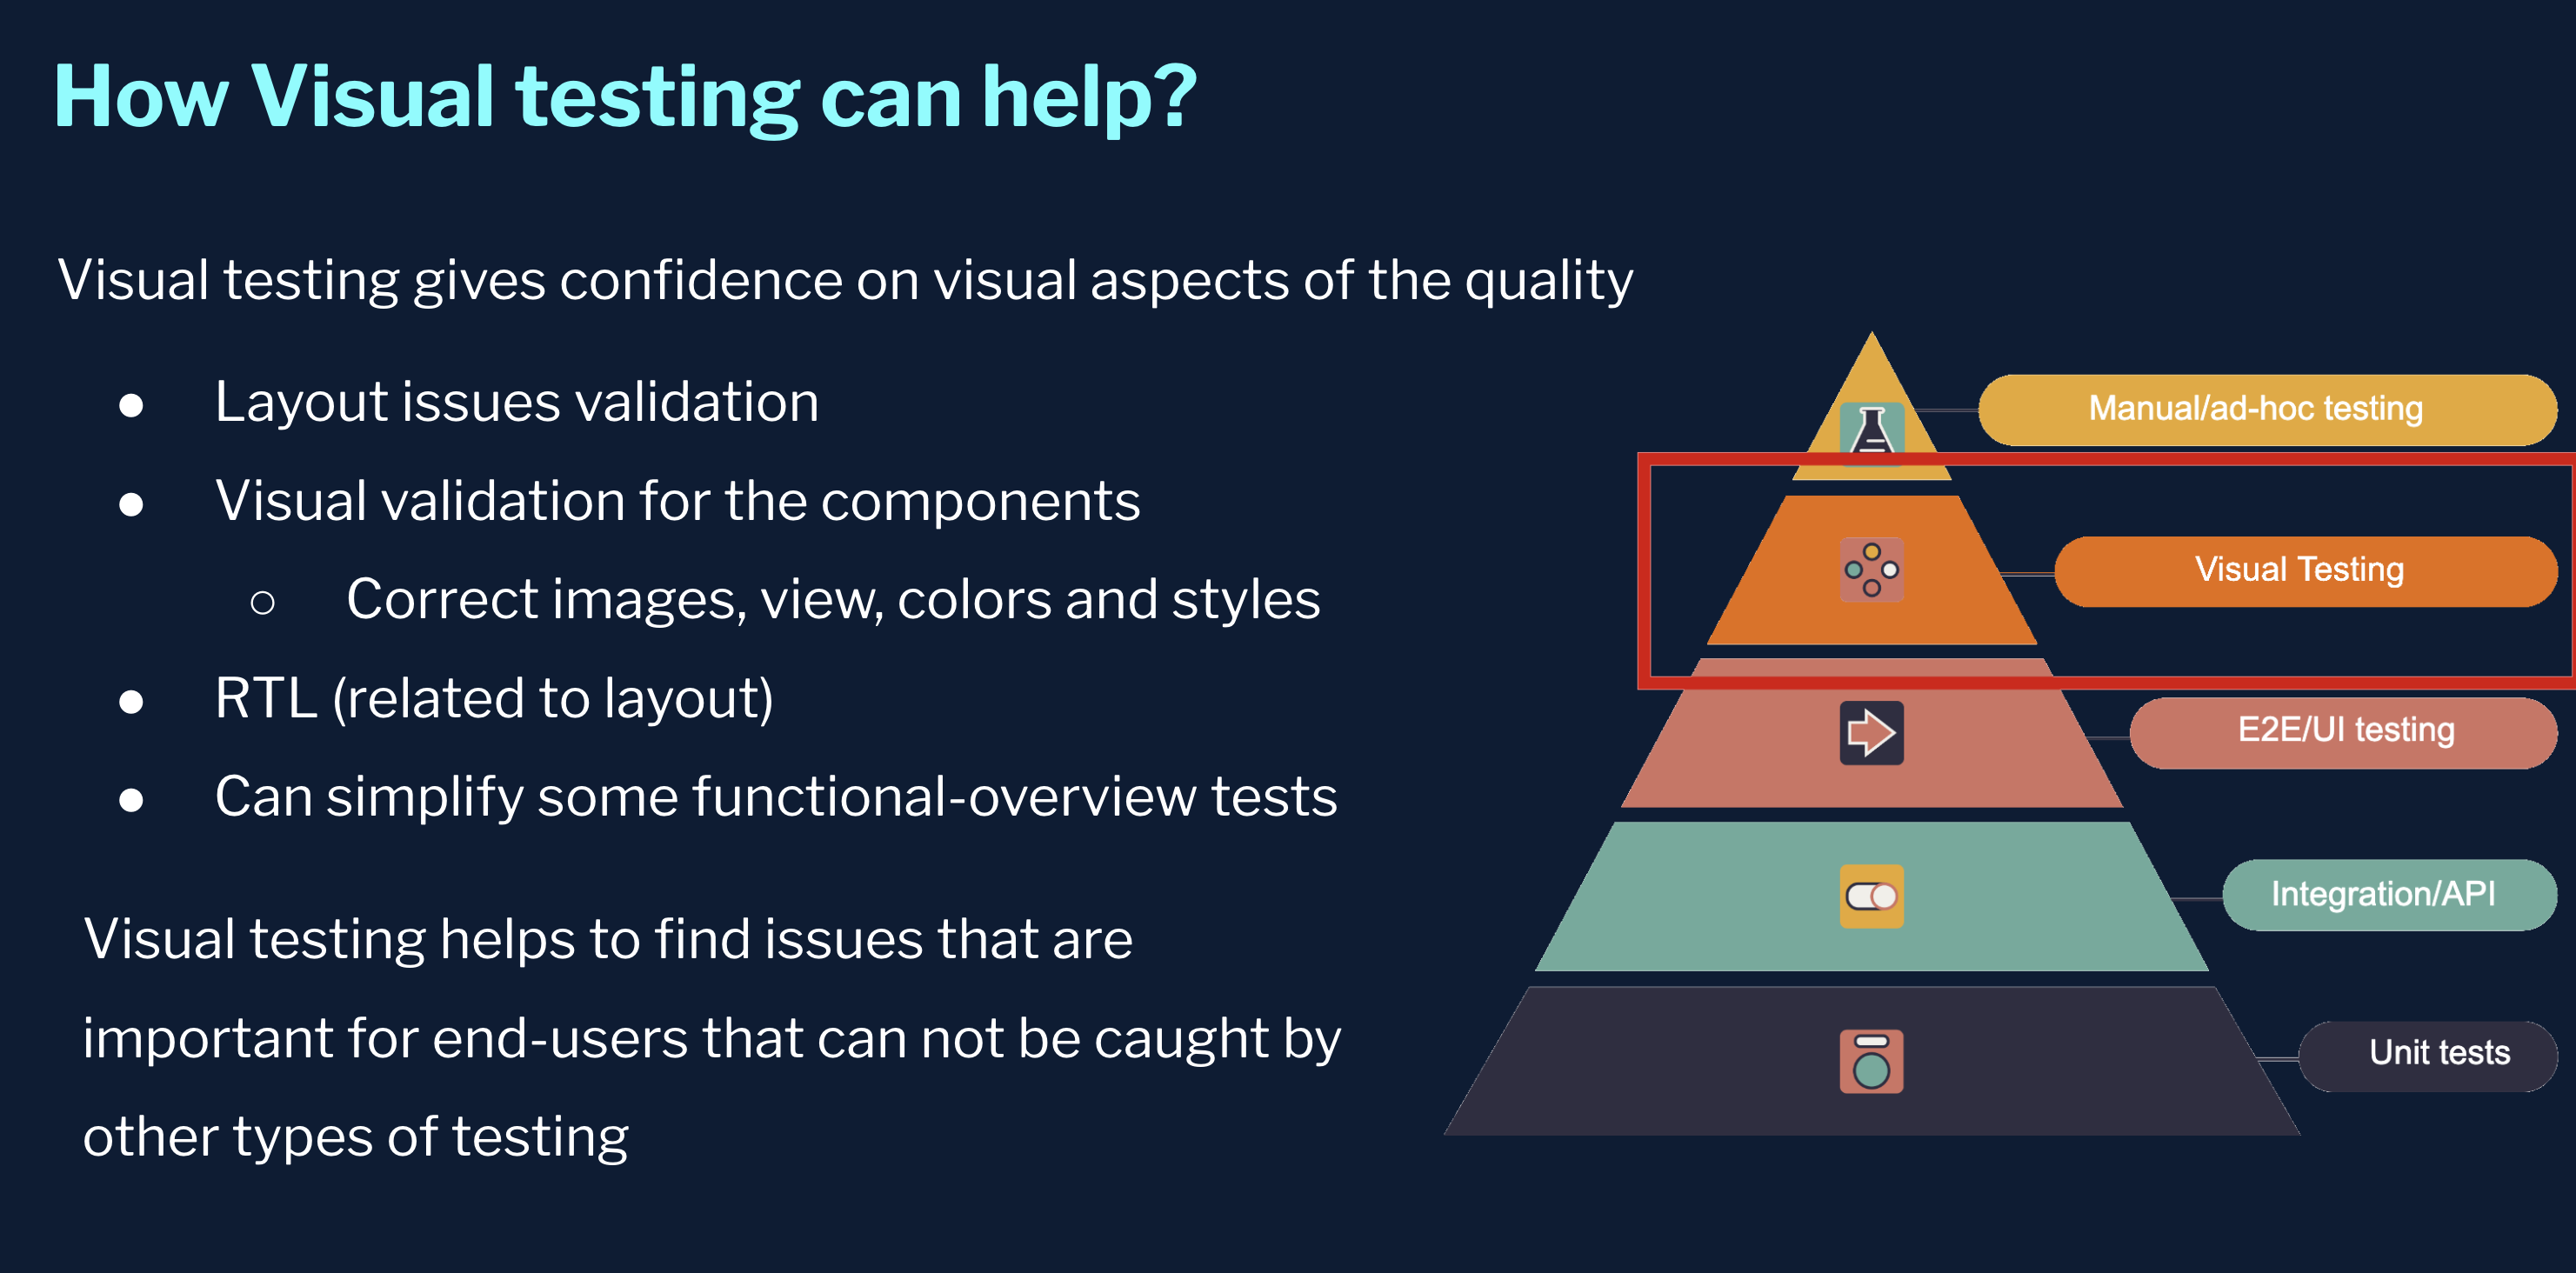 How Visual testing can help?
Visual testing gives confidence on visual aspects of the quality
● Layout issues validation
● Visual validation for the components
○ Correct images, view, colors and styles
● RTL (related to layout)
● Can simplify some functional-overview tests
Visual testing helps to find issues that are
important for end-users that can not be caught by
other types of testing
Manual/ad-hoc testing
Visual Testing
E2E/UI testing
Integration/API
Unit tests